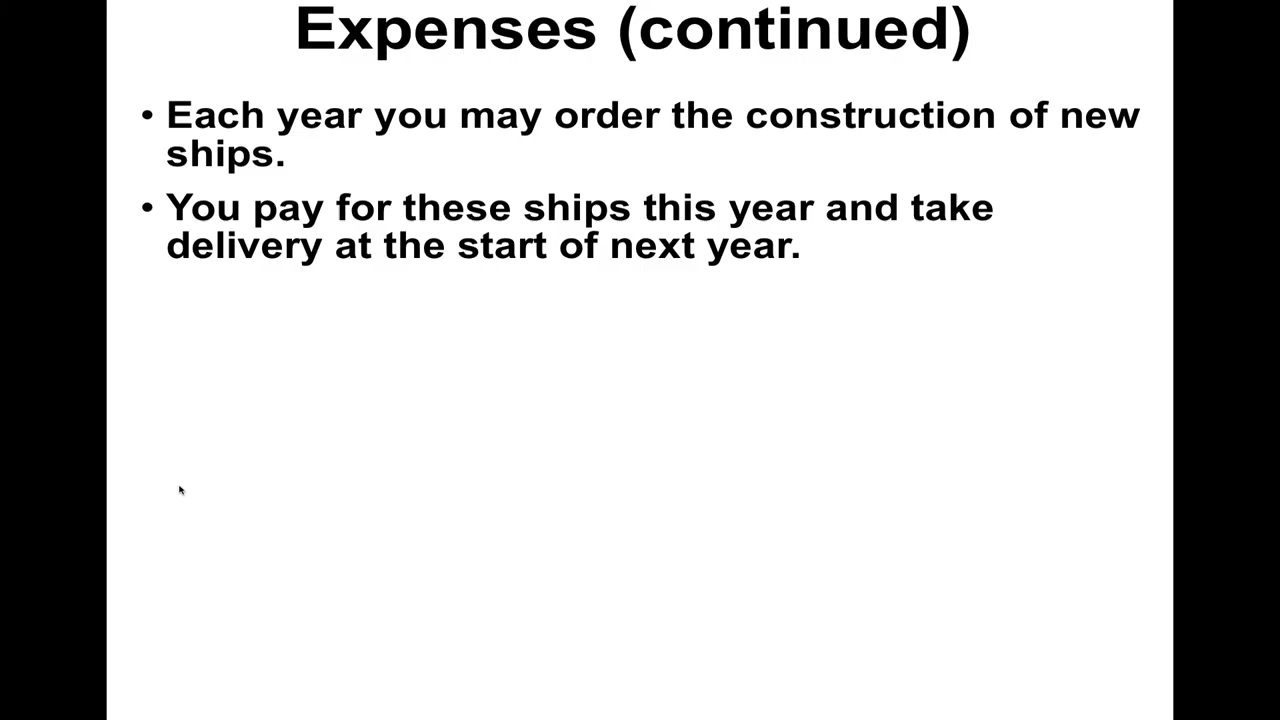 Expenses (continued)
• Each year you may order the construction of new
ships.
• You pay for these ships this year and take
delivery at the start of next year.